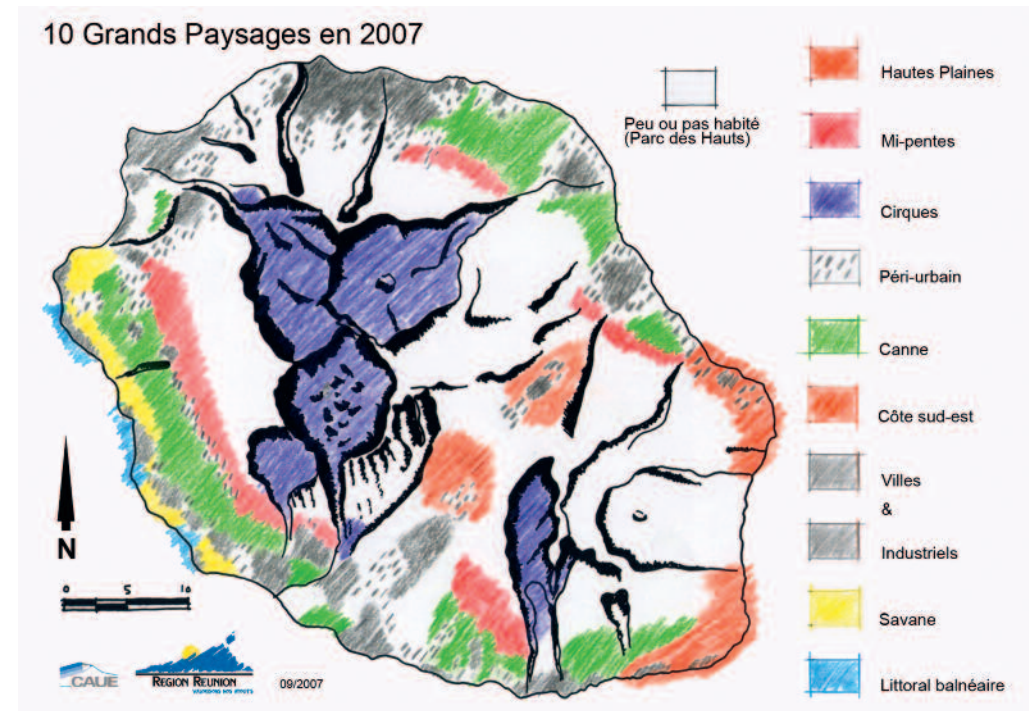 10 Grands Paysages en 2007
Peu ou pas habité
(Parc des Hauts)
Hautes Plaines
Mi-pentes
Cirques
Péri-urbain
Canne
Côte sud-est
Villes
&
Industriels
Savane
Littoral balnéaire
N
0 5 10
CAUE
REGION REUNION
09/2007